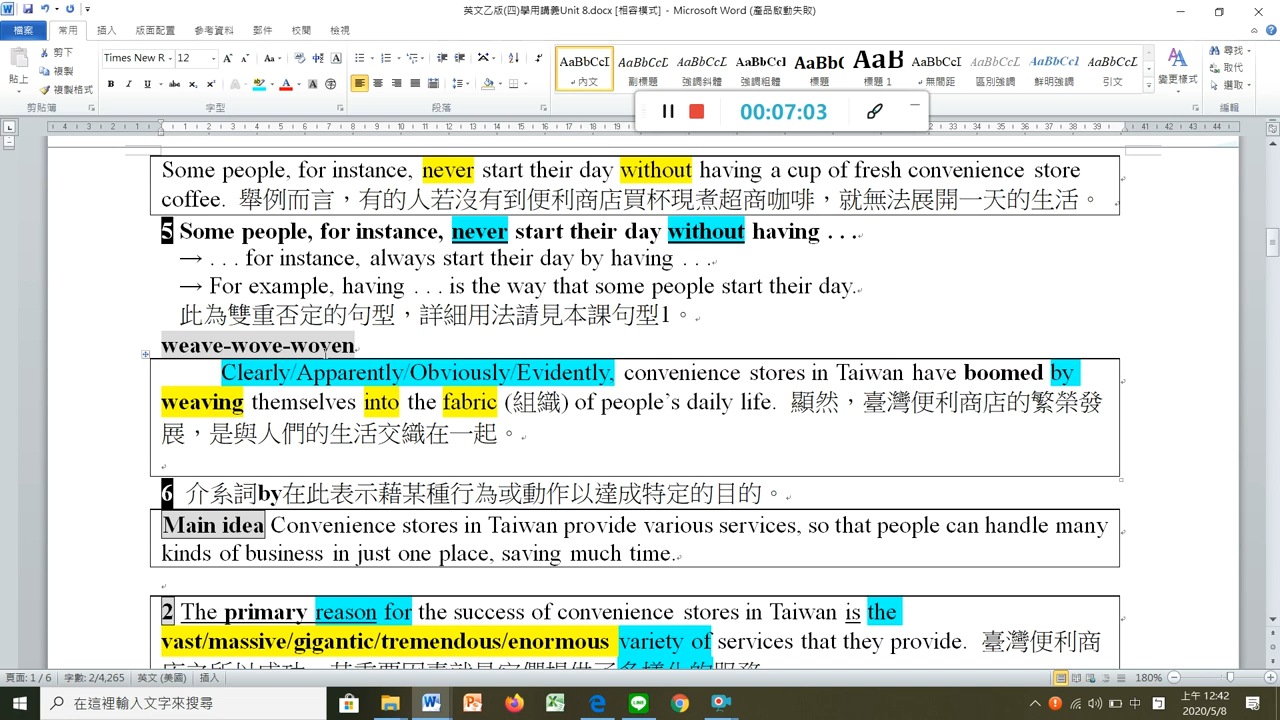 英文乙版(四)學用講義Unit 8.docx [相容模式] - Microsoft Word (產品啟動失敗)
檔案 常用 插入 版面配置 參考資料 郵件 校閱 檢視
貼上 剪下 複製 複製格式 剪貼簿
Times New R 12 字型 段落
AaBbCcI 內文 AaBbCcL 副標題 AaBbCcL 強調斜體 AaBbCcI 強調粗體 AaBbC 標題 AaB 標題 1 AaBbCcD 無間距 AaBbCcL 區別強調 AaBbCcL 鮮明強調 AaBbCcL 引文
變更樣式 尋找 取代 選取 編輯
00:07:03
Some people, for instance, never start their day without having a cup of fresh convenience store
coffee. 舉例而言，有的人若沒有到便利商店買杯現煮超商咖啡，就無法展開一天的生活。
5 Some people, for instance, never start their day without having . . .
→ . . . for instance, always start their day by having . . .
→ For example, having . . . is the way that some people start their day.
此為雙重否定的句型，詳細用法請見本課句型1。
weave-wove-woven
Clearly/Apparently/Obviously/Evidently, convenience stores in Taiwan have boomed by
weaving themselves into the fabric (組織) of people’s daily life. 顯然，臺灣便利商店的繁榮發
展，是與人們的生活交織在一起。
6 介系詞by在此表示藉某種行為或動作以達成特定的目的。
Main idea Convenience stores in Taiwan provide various services, so that people can handle many
kinds of business in just one place, saving much time.
2 The primary reason for the success of convenience stores in Taiwan is the
vast/massive/gigantic/tremendous/enormous variety of services that they provide. 臺灣便利商
頁面: 1 / 6 字數: 2/4,265 英文 (美國) 插入 180%
在這裡輸入文字來搜尋
中 上午 12:42
2020/5/8